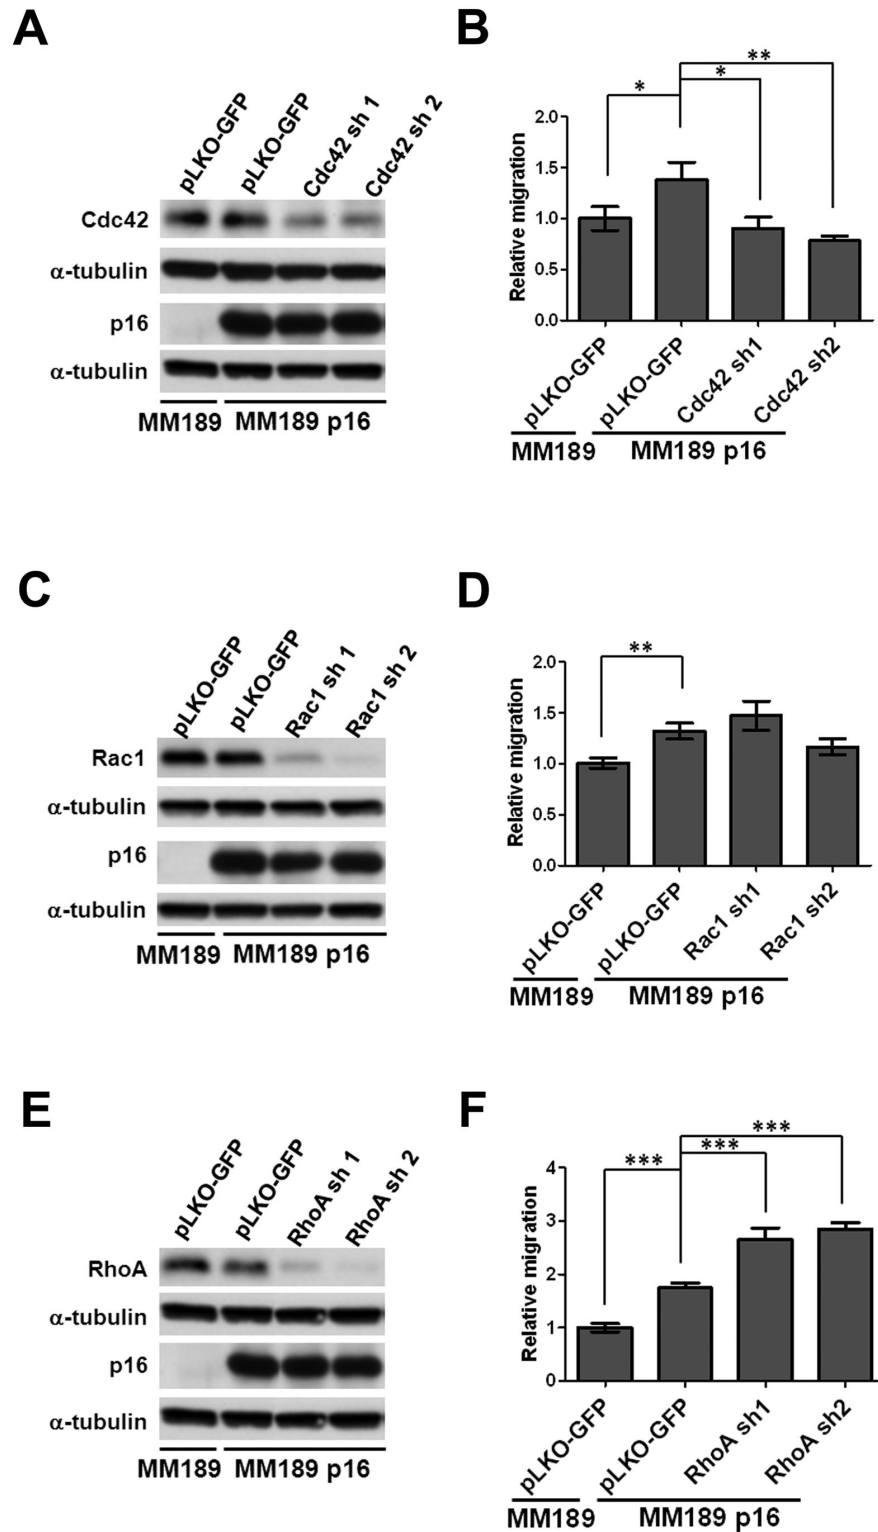 A
pLKO-GFP
pLKO-GFP
Cdc42 sh 1
Cdc42 sh 2
Cdc42
α-tubulin
p16
α-tubulin
MM189 MM189 p16
B
* * **
Relative migration
2.0
1.5
1.0
0.5
0.0
pLKO-GFP
pLKO-GFP
Cdc42 sh1
Cdc42 sh2
MM189 MM189 p16
C
pLKO-GFP
pLKO-GFP
Rac1 sh 1
Rac1 sh 2
Rac1
α-tubulin
p16
α-tubulin
MM189 MM189 p16
D
**
Relative migration
2.0
1.5
1.0
0.5
0.0
pLKO-GFP
pLKO-GFP
Rac1 sh1
Rac1 sh2
MM189 MM189 p16
E
pLKO-GFP
pLKO-GFP
RhoA sh 1
RhoA sh 2
RhoA
α-tubulin
p16
α-tubulin
MM189 MM189 p16
F
*** *** ***
Relative migration
4
3
2
1
0
pLKO-GFP
pLKO-GFP
RhoA sh1
RhoA sh2
MM189 MM189 p16